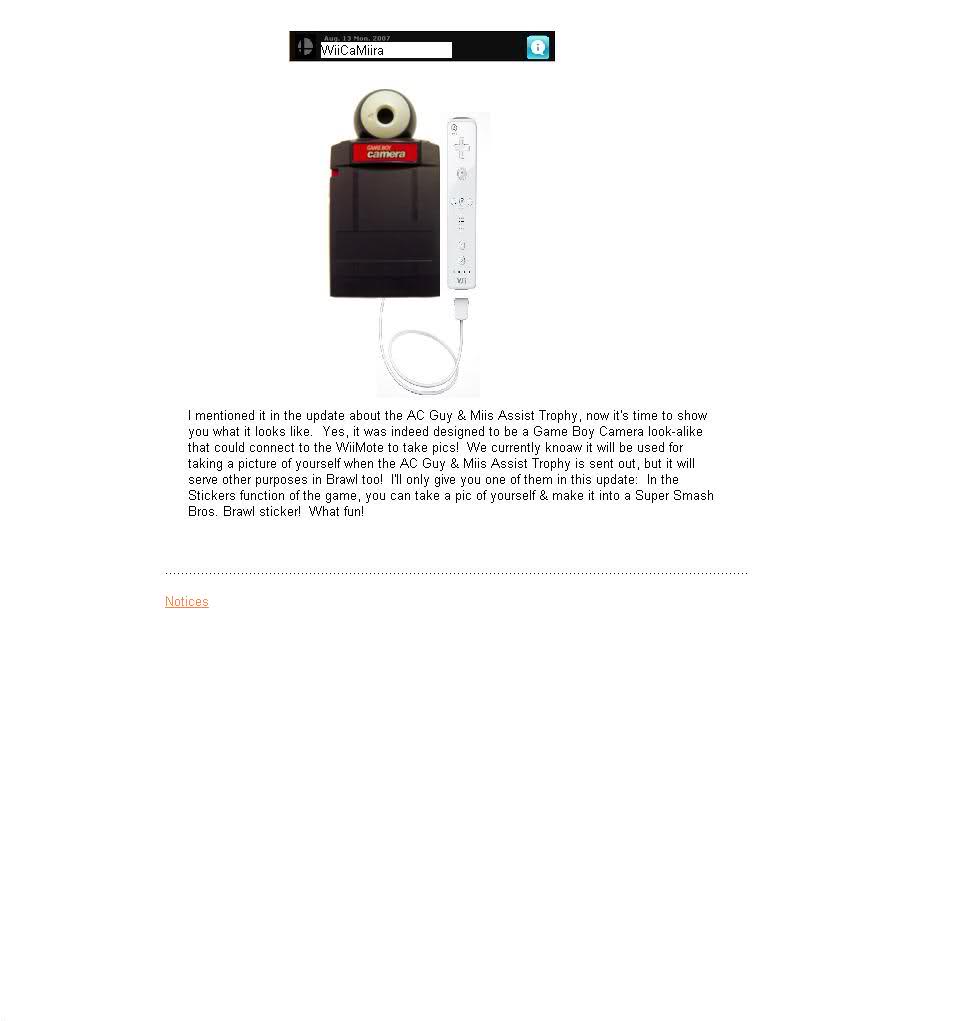 Aug. 13 Mon. 2007
WiiCaMiira
GAME BOY
camera
Wii
I mentioned it in the update about the AC Guy & Miis Assist Trophy, now it's time to show
you what it looks like.  Yes, it was indeed designed to be a Game Boy Camera look-alike
that could connect to the WiiMote to take pics!  We currently knoaw it will be used for
taking a picture of yourself when the AC Guy & Miis Assist Trophy is sent out, but it will
serve other purposes in Brawl too!  I'll only give you one of them in this update:  In the
Stickers function of the game, you can take a pic of yourself & make it into a Super Smash
Bros. Brawl sticker!  What fun!
Notices